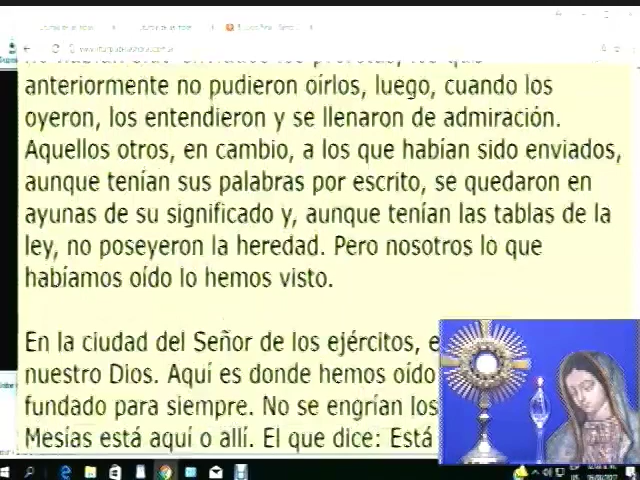 anteriormente no pudieron oírlos, luego, cuando los
oyeron, los entendieron y se llenaron de admiración.
Aquellos otros, en cambio, a los que habían sido enviados,
aunque tenían sus palabras por escrito, se quedaron en
ayunas de su significado y, aunque tenían las tablas de la
ley, no poseyeron la heredad. Pero nosotros lo que
habíamos oído lo hemos visto.
En la ciudad del Señor de los ejércitos, e
nuestro Dios. Aquí es donde hemos oído
fundado para siempre. No se engrían los
Mesías está aquí o allí. El que dice: Está